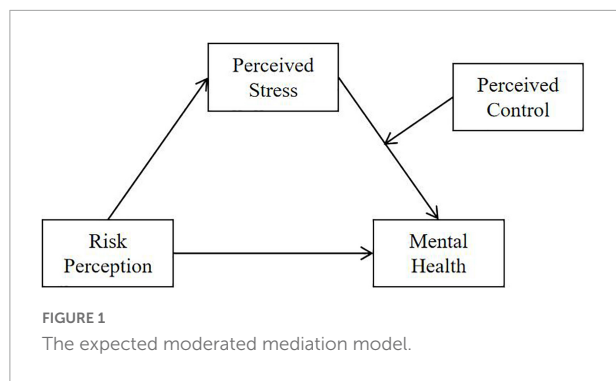 Perceived
Stress
Perceived
Control
Risk
Perception
Mental
Health
FIGURE 1
The expected moderated mediation model.